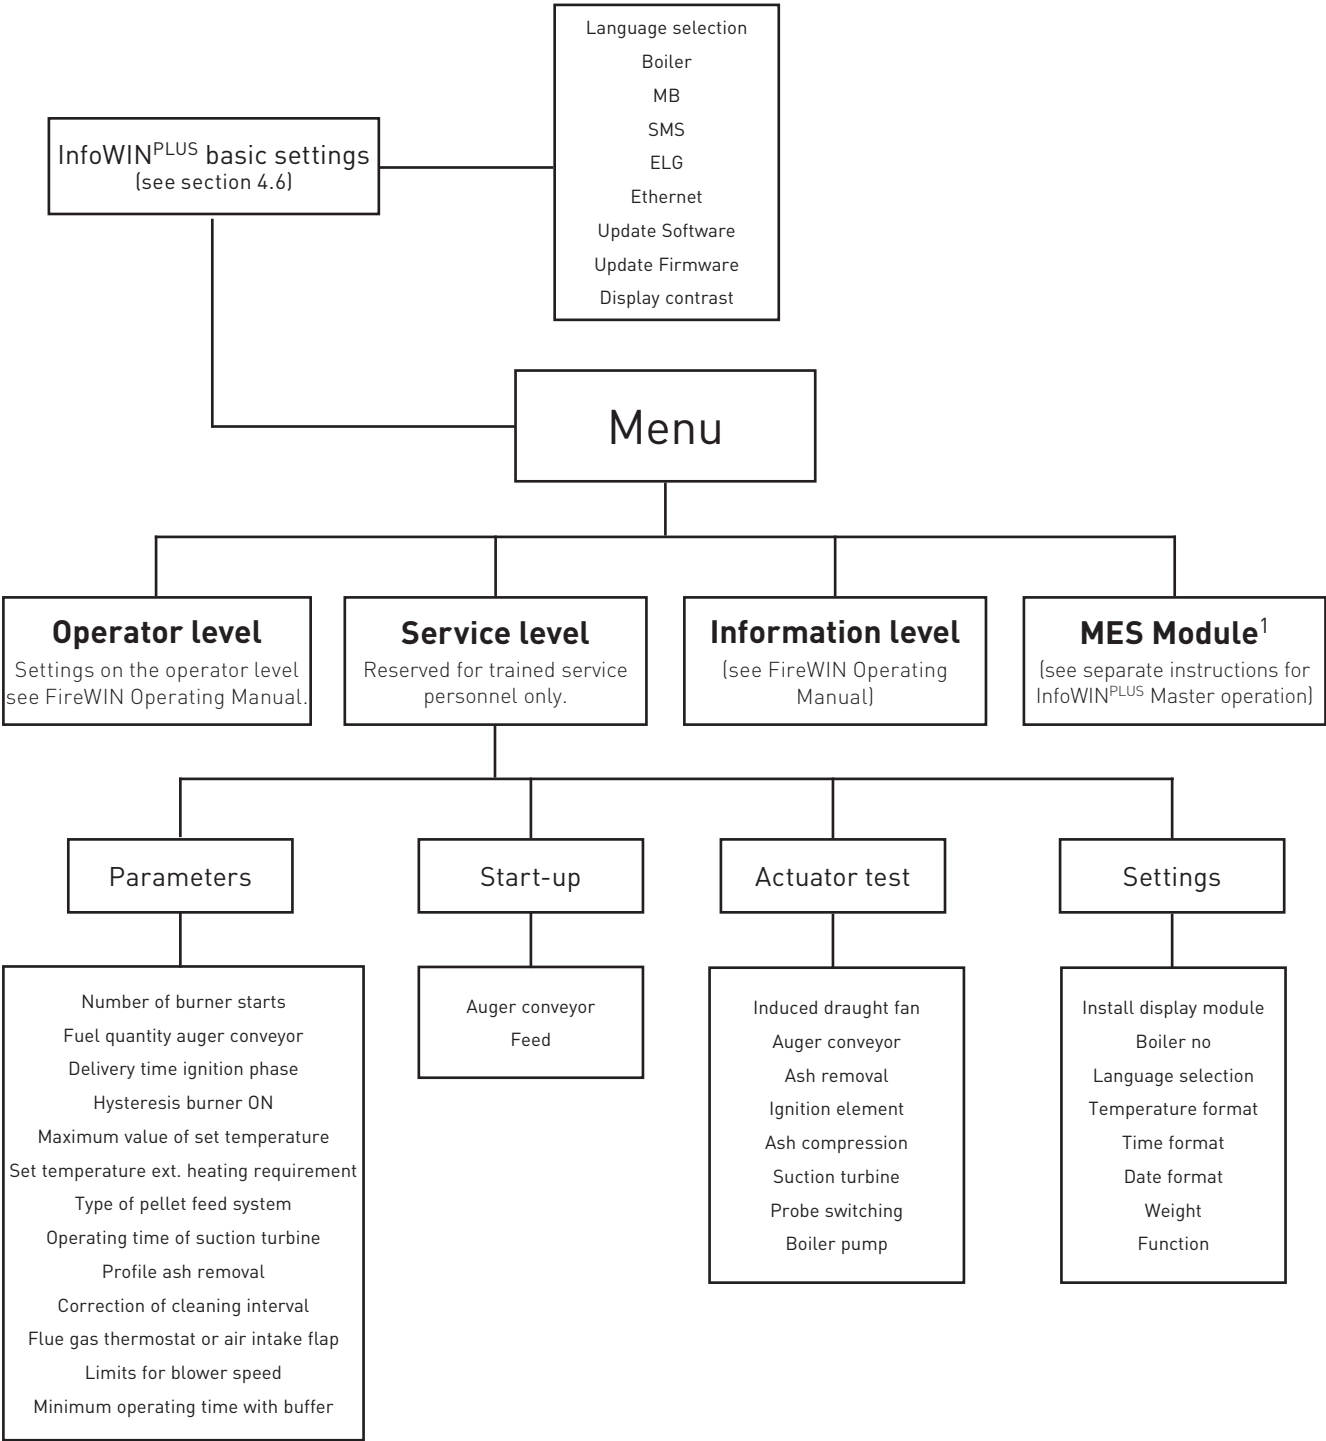 Language selection
Boiler
MB
SMS
ELG
Ethernet
Update Software
Update Firmware
Display contrast
InfoWINPLUS basic settings
(see section 4.6)
Menu
Operator level
Settings on the operator level
see FireWIN Operating Manual.
Service level
Reserved for trained service
personnel only.
Information level
(see FireWIN Operating
Manual)
MES Module1
(see separate instructions for
InfoWINPLUS Master operation)
Parameters
Number of burner starts
Fuel quantity auger conveyor
Delivery time ignition phase
Hysteresis burner ON
Maximum value of set temperature
Set temperature ext. heating requirement
Type of pellet feed system
Operating time of suction turbine
Profile ash removal
Correction of cleaning interval
Flue gas thermostat or air intake flap
Limits for blower speed
Minimum operating time with buffer
Start-up
Auger conveyor
Feed
Actuator test
Induced draught fan
Auger conveyor
Ash removal
Ignition element
Ash compression
Suction turbine
Probe switching
Boiler pump
Settings
Install display module
Boiler no
Language selection
Temperature format
Time format
Date format
Weight
Function